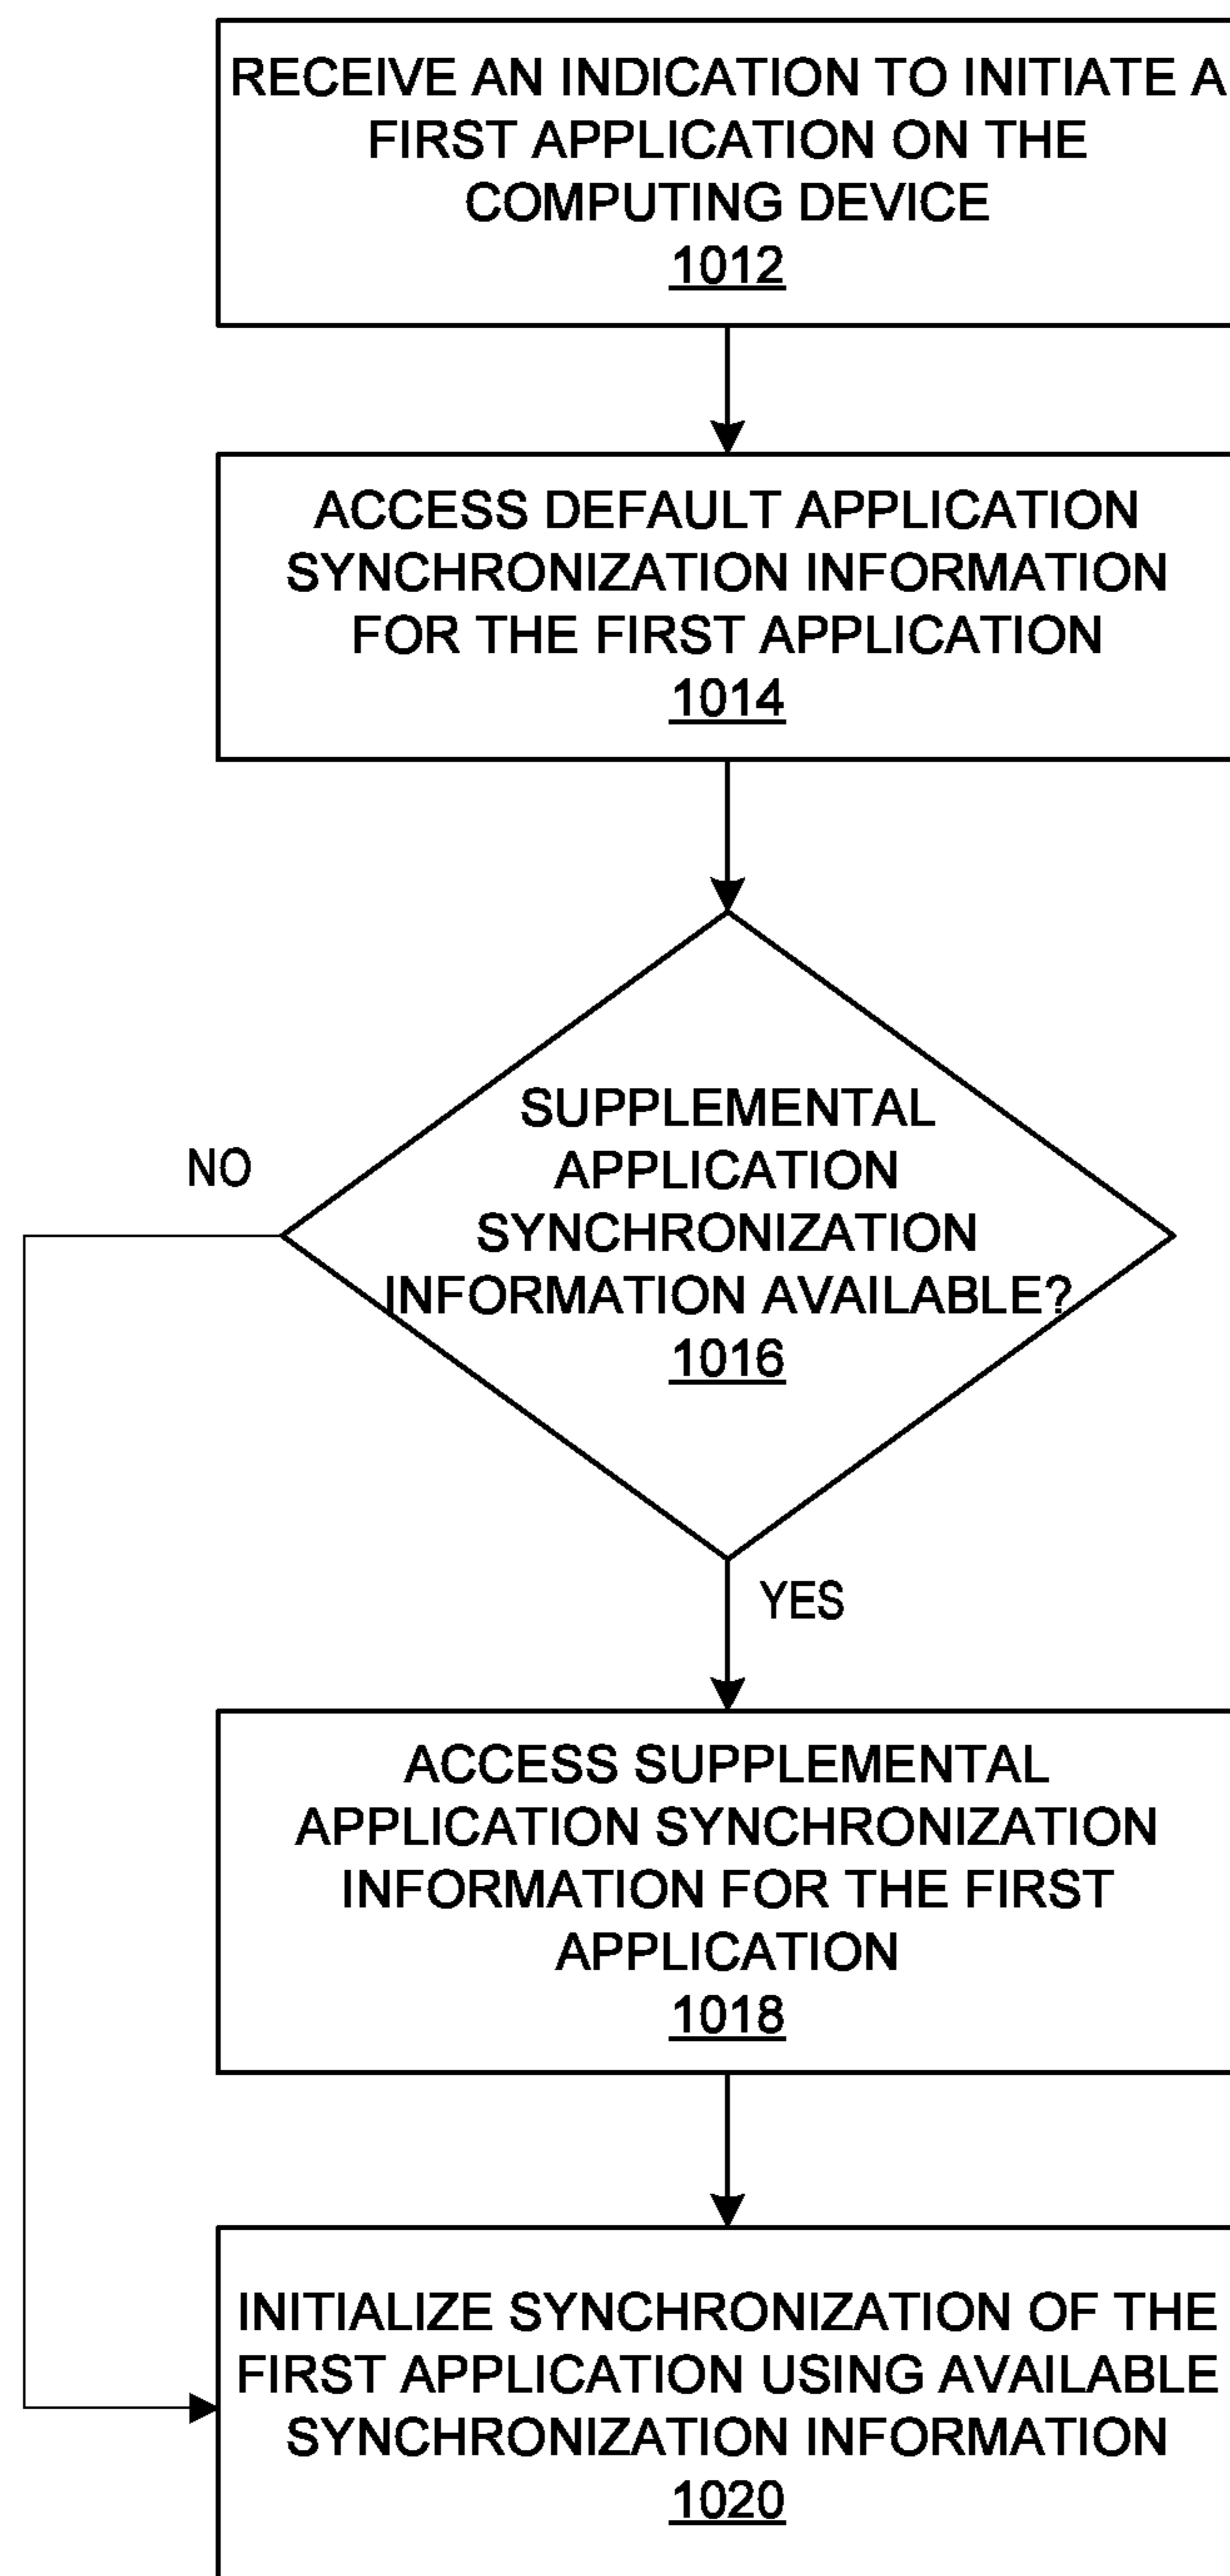 RECEIVE AN INDICATION TO INITIATE A
FIRST APPLICATION ON THE
COMPUTING DEVICE
1012
ACCESS DEFAULT APPLICATION
SYNCHRONIZATION INFORMATION
FOR THE FIRST APPLICATION
1014
SUPPLEMENTAL
APPLICATION
SYNCHRONIZATION
INFORMATION AVAILABLE?
1016
NO
YES
ACCESS SUPPLEMENTAL
APPLICATION SYNCHRONIZATION
INFORMATION FOR THE FIRST
APPLICATION
1018
INITIALIZE SYNCHRONIZATION OF THE
FIRST APPLICATION USING AVAILABLE
SYNCHRONIZATION INFORMATION
1020